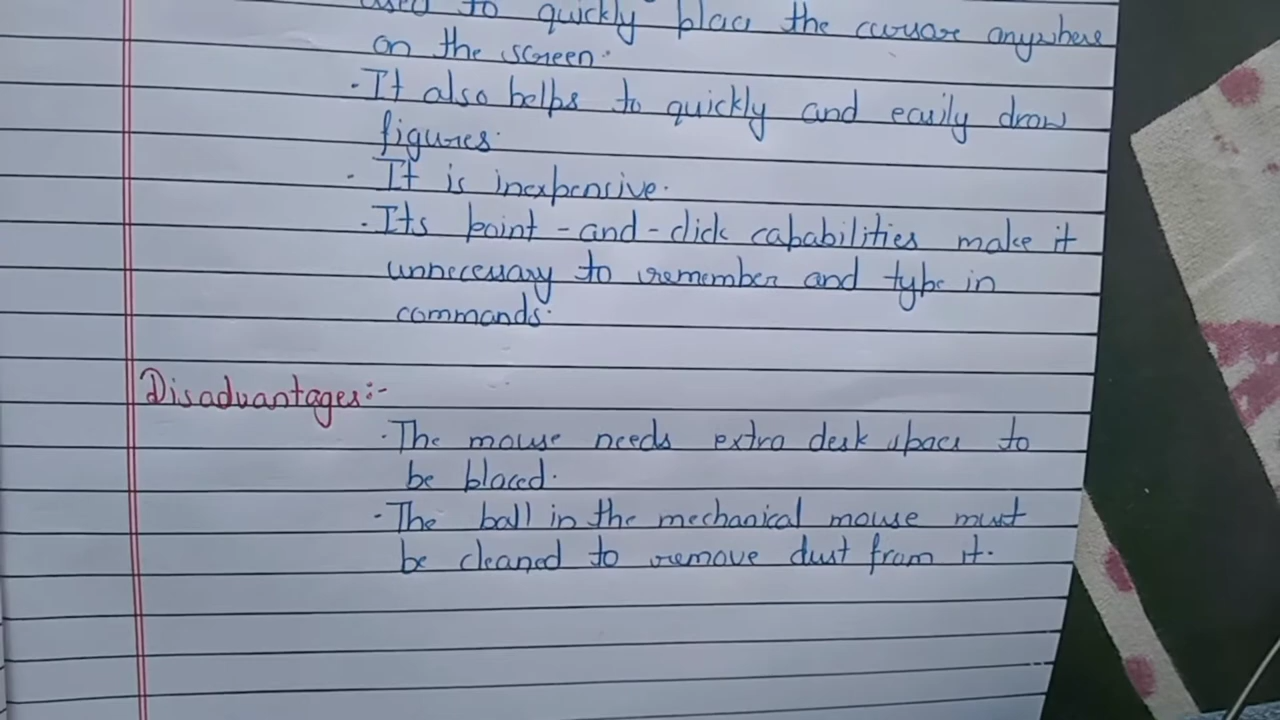 used to quickly place the cursor anywhere
on the screen.
· It also helps to quickly and easily draw
figures.
· It is inexpensive.
· Its point-and-click capabilities make it
unnecessary to remember and type in
commands.
Disadvantages:-
· The mouse needs extra desk space to
be placed.
· The ball in the mechanical mouse must
be cleaned to remove dust from it.